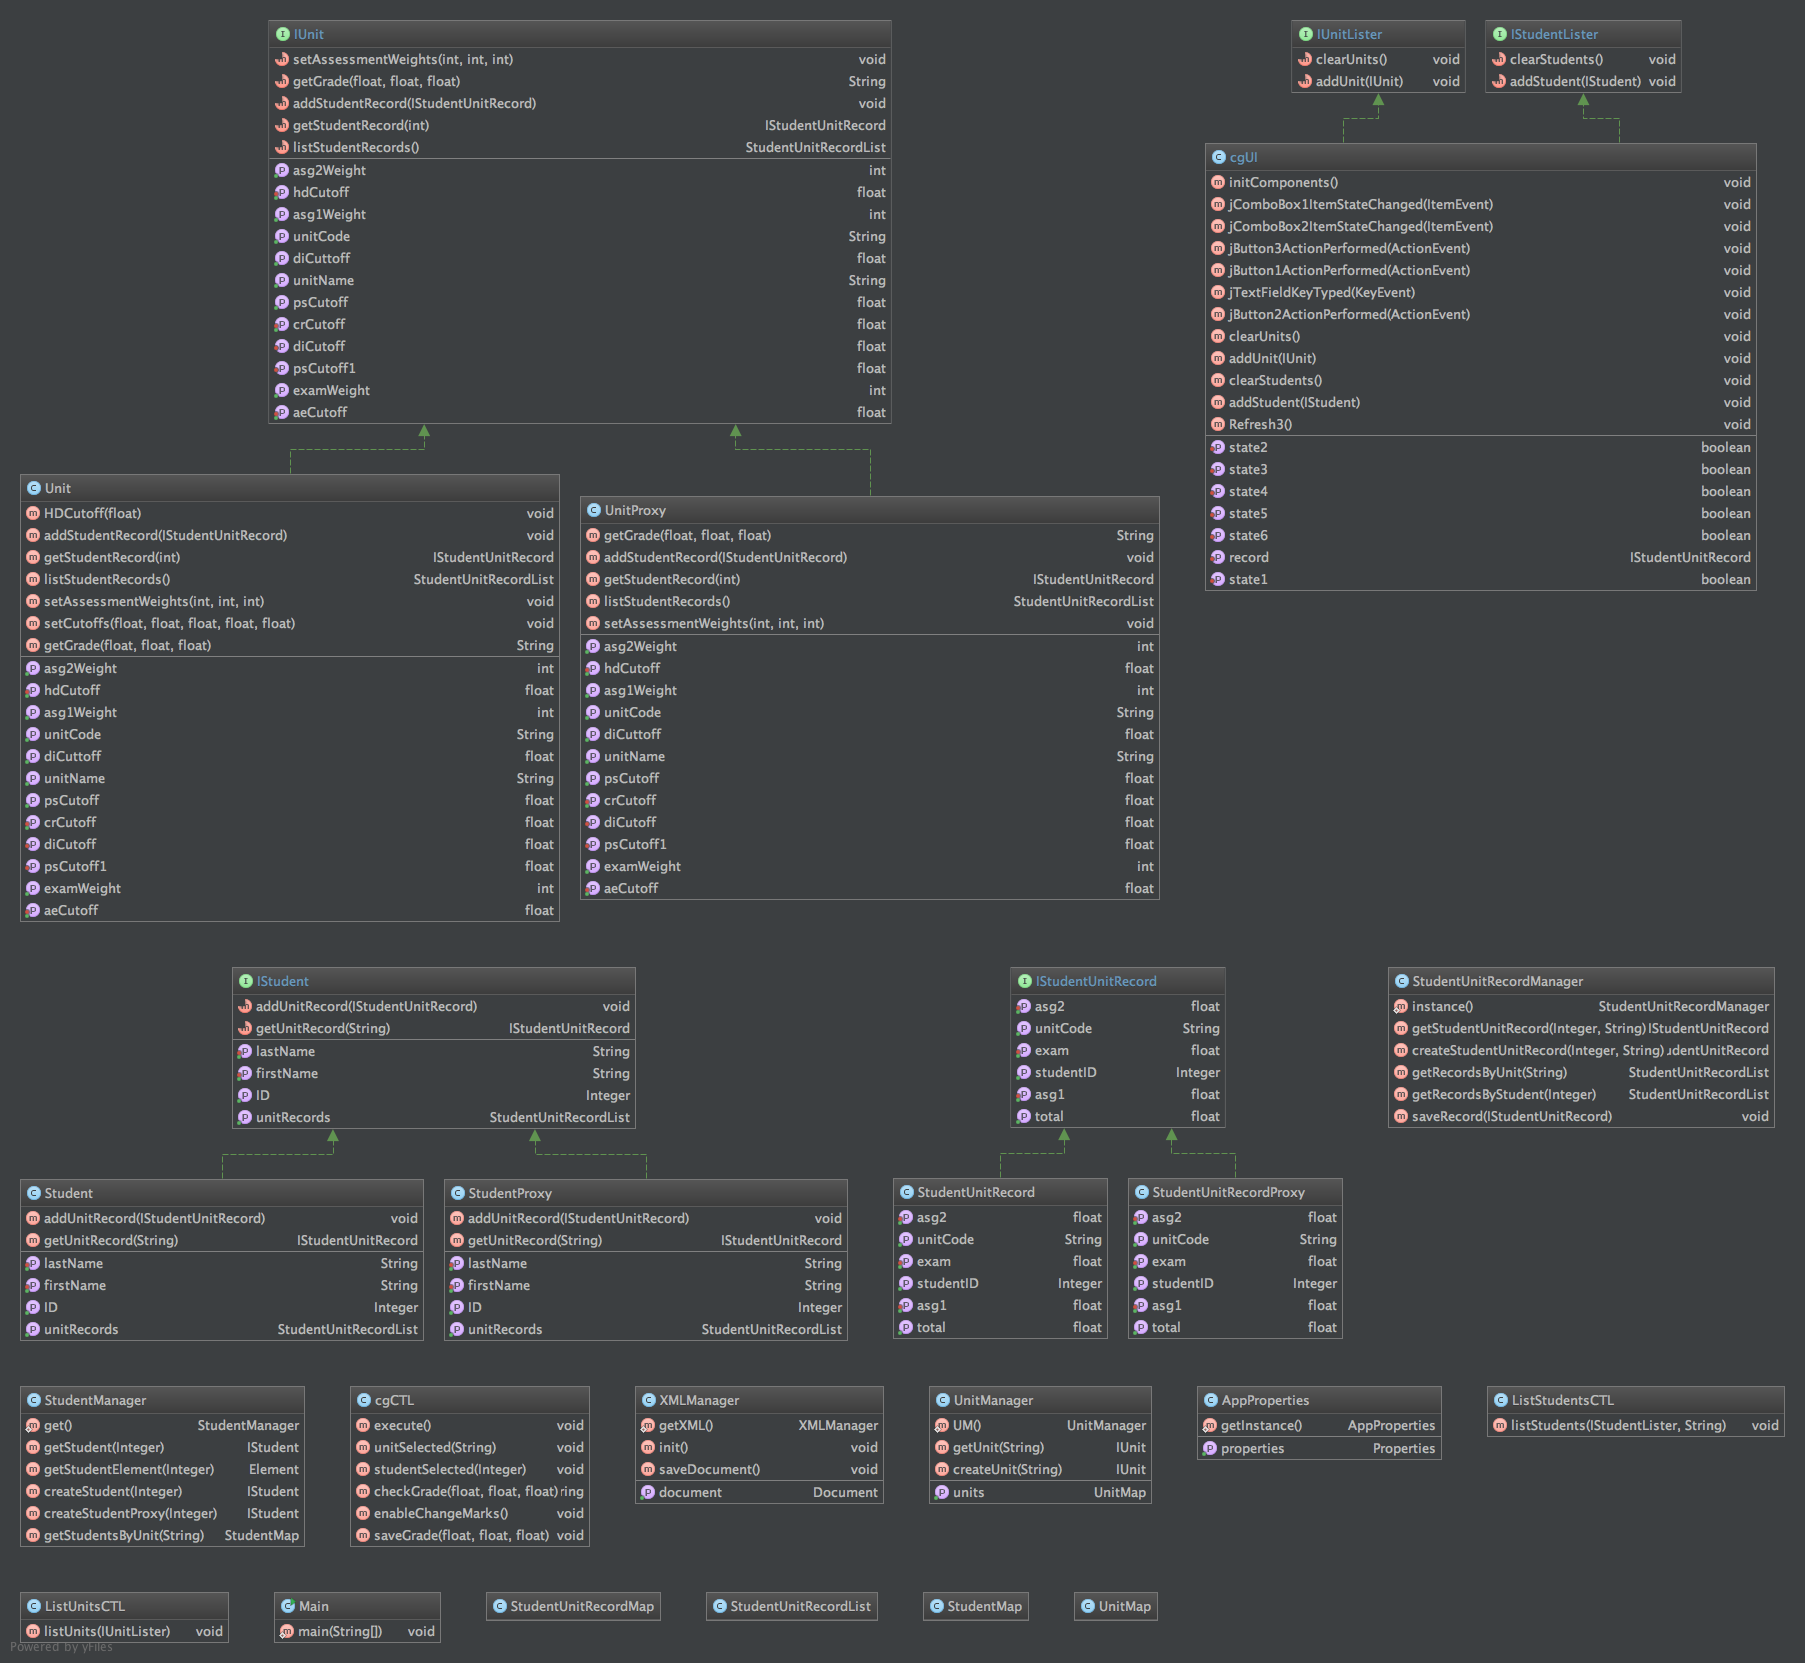 IUnit
setAssessmentWeights(int, int, int) void
getGrade(float, float, float) String
addStudentRecord(IStudentUnitRecord) void
getStudentRecord(int) IStudentUnitRecord
listStudentRecords() StudentUnitRecordList
asg2Weight int
hdCutoff float
asg1Weight int
unitCode String
diCuttoff float
unitName String
psCutoff float
crCutoff float
diCutoff float
psCutoff1 float
examWeight int
aeCutoff float
IUnitLister
clearUnits() void
addUnit(IUnit) void
IStudentLister
clearStudents() void
addStudent(IStudent) void
cgUI
initComponents() void
jComboBox1ItemStateChanged(ItemEvent) void
jComboBox2ItemStateChanged(ItemEvent) void
jButton3ActionPerformed(ActionEvent) void
jButton1ActionPerformed(ActionEvent) void
jTextFieldKeyTyped(KeyEvent) void
jButton2ActionPerformed(ActionEvent) void
clearUnits() void
addUnit(IUnit) void
clearStudents() void
addStudent(IStudent) void
Refresh3() void
state2 boolean
state3 boolean
state4 boolean
state5 boolean
state6 boolean
record IStudentUnitRecord
state1 boolean
Unit
HDCutoff(float) void
addStudentRecord(IStudentUnitRecord) void
getStudentRecord(int) IStudentUnitRecord
listStudentRecords() StudentUnitRecordList
setAssessmentWeights(int, int, int) void
setCutoffs(float, float, float, float, float) void
getGrade(float, float, float) String
asg2Weight int
hdCutoff float
asg1Weight int
unitCode String
diCuttoff float
unitName String
psCutoff float
crCutoff float
diCutoff float
psCutoff1 float
examWeight int
aeCutoff float
UnitProxy
getGrade(float, float, float) String
addStudentRecord(IStudentUnitRecord) void
getStudentRecord(int) IStudentUnitRecord
listStudentRecords() StudentUnitRecordList
setAssessmentWeights(int, int, int) void
asg2Weight int
hdCutoff float
asg1Weight int
unitCode String
diCuttoff float
unitName String
psCutoff float
crCutoff float
diCutoff float
psCutoff1 float
examWeight int
aeCutoff float
IStudent
addUnitRecord(IStudentUnitRecord) void
getUnitRecord(String) IStudentUnitRecord
lastName String
firstName String
ID Integer
unitRecords StudentUnitRecordList
IStudentUnitRecord
asg2 float
unitCode String
exam float
studentID Integer
asg1 float
total float
StudentUnitRecordManager
instance() StudentUnitRecordManager
getStudentUnitRecord(Integer, String) IStudentUnitRecord
createStudentUnitRecord(Integer, String) udentUnitRecord
getRecordsByUnit(String) StudentUnitRecordList
getRecordsByStudent(Integer) StudentUnitRecordList
saveRecord(IStudentUnitRecord) void
Student
addUnitRecord(IStudentUnitRecord) void
getUnitRecord(String) IStudentUnitRecord
lastName String
firstName String
ID Integer
unitRecords StudentUnitRecordList
StudentProxy
addUnitRecord(IStudentUnitRecord) void
getUnitRecord(String) IStudentUnitRecord
lastName String
firstName String
ID Integer
unitRecords StudentUnitRecordList
StudentUnitRecord
asg2 float
unitCode String
exam float
studentID Integer
asg1 float
total float
StudentUnitRecordProxy
asg2 float
unitCode String
exam float
studentID Integer
asg1 float
total float
StudentManager
get() StudentManager
getStudent(Integer) IStudent
getStudentElement(Integer) Element
createStudent(Integer) IStudent
createStudentProxy(Integer) IStudent
getStudentsByUnit(String) StudentMap
cgCTL
execute() void
unitSelected(String) void
studentSelected(Integer) void
checkGrade(float, float, float) ring
enableChangeMarks() void
saveGrade(float, float, float) void
XMLManager
getXML() XMLManager
init() void
saveDocument() void
document Document
UnitManager
UM() UnitManager
getUnit(String) IUnit
createUnit(String) IUnit
units UnitMap
AppProperties
getInstance() AppProperties
properties Properties
ListStudentsCTL
listStudents(IStudentLister, String) void
ListUnitsCTL
listUnits(IUnitLister) void
Main
main(String[]) void
StudentUnitRecordMap
StudentUnitRecordList
StudentMap
UnitMap
Powered by yFiles